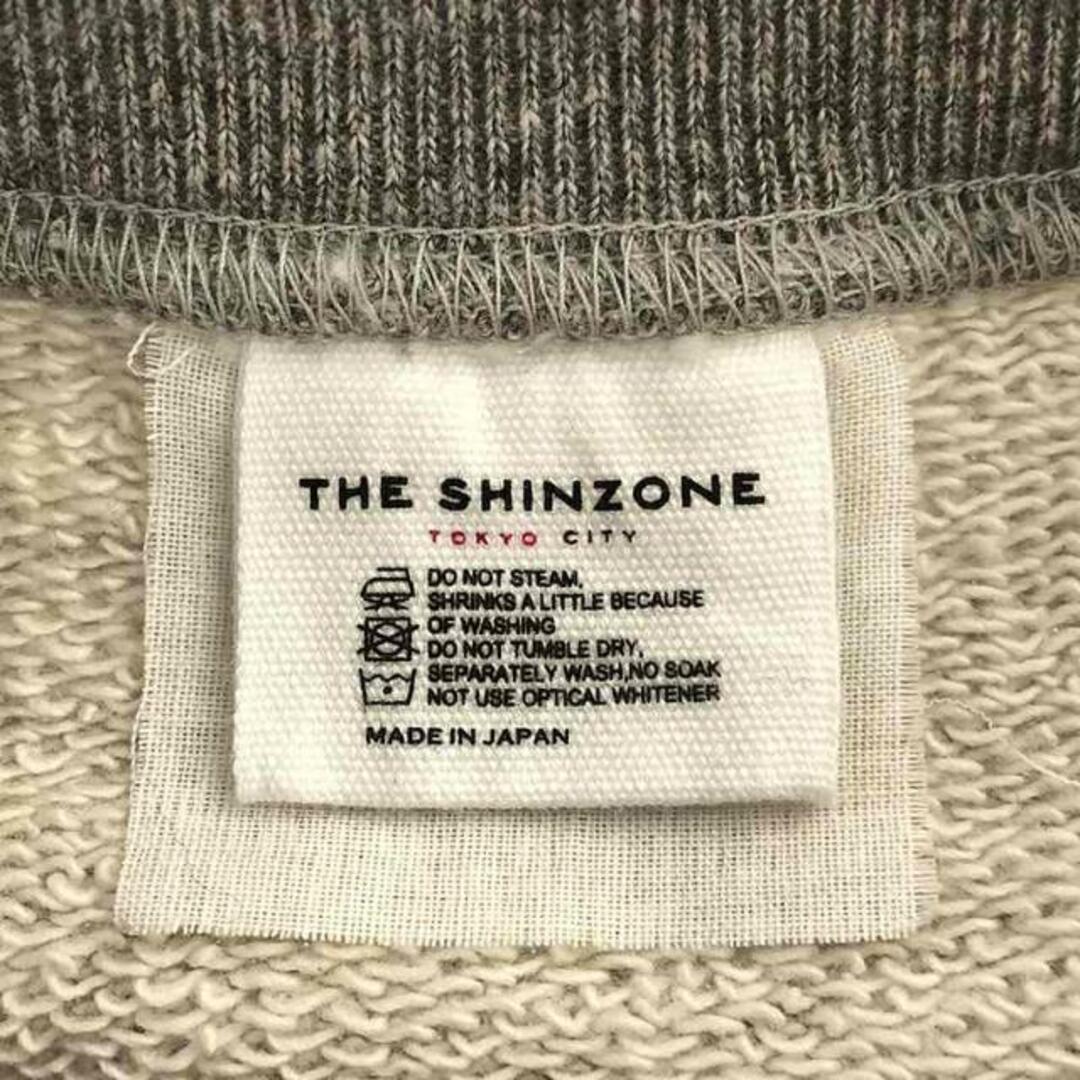 THE SHINZONE
TOKYO CITY
DO NOT STEAM.
SHRINKS A LITTLE BECAUSE
OF WASHING
DO NOT TUMBLE DRY.
SEPARATELY WASH,NO SOAK
NOT USE OPTICAL WHITENER
MADE IN JAPAN